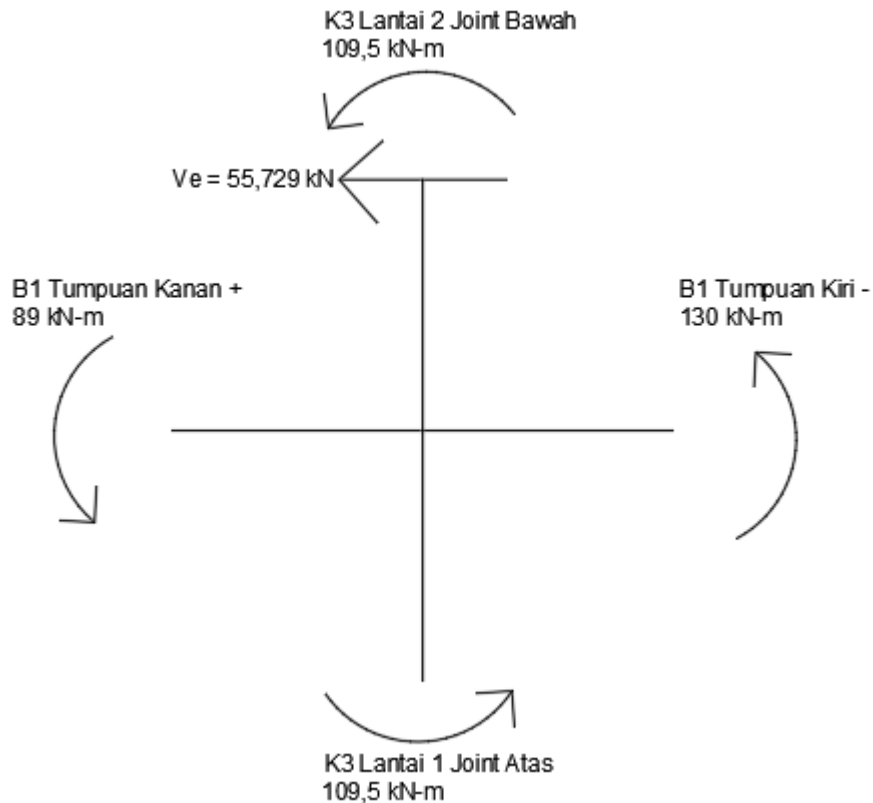 K3 Lantai 2 Joint Bawah
109,5 kN-m
Ve = 55,729 kN
B1 Tumpuan Kanan +
89 kN-m
B1 Tumpuan Kiri -
130 kN-m
K3 Lantai 1 Joint Atas
109,5 kN-m